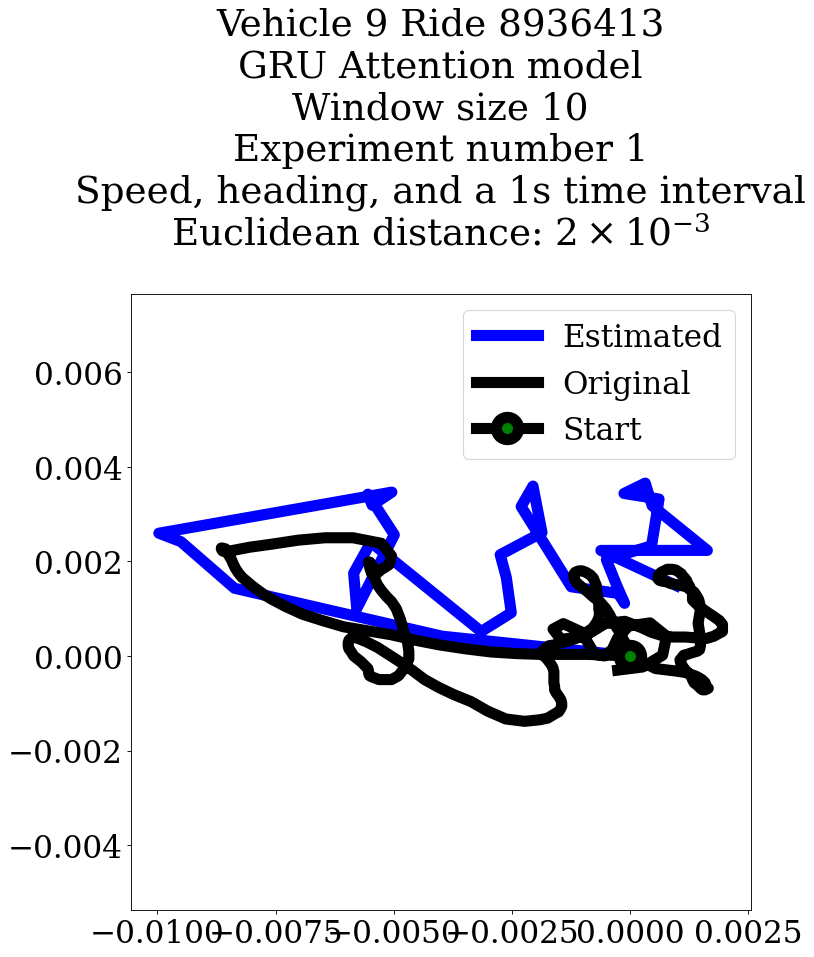 Vehicle 9 Ride 8936413
GRU Attention model
Window size 10
Experiment number 1
Speed, heading, and a 1s time interval
Euclidean distance: 2 × 10⁻³
Estimated
Original
Start
0.006
0.004
0.002
0.000
−0.002
−0.004
−0.0100 −0.0075 −0.0050 −0.0025 0.0000 0.0025